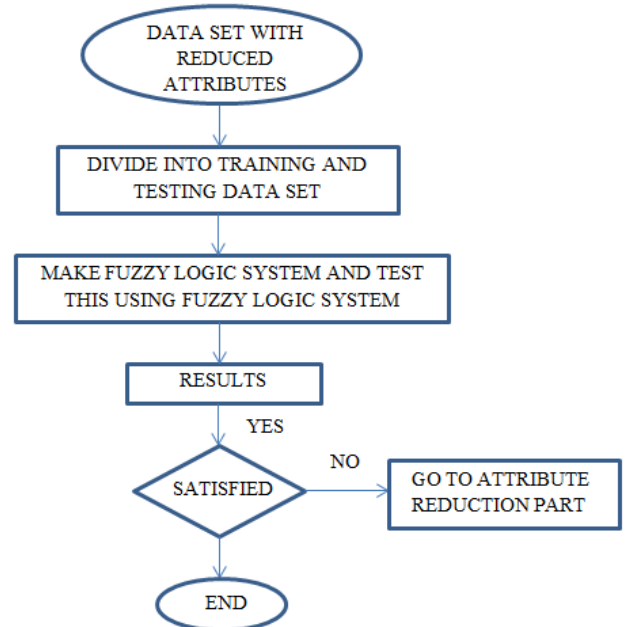 DATA SET WITH
REDUCED
ATTRIBUTES
DIVIDE INTO TRAINING AND
TESTING DATA SET
MAKE FUZZY LOGIC SYSTEM AND TEST
THIS USING FUZZY LOGIC SYSTEM
RESULTS
YES
SATISFIED
NO
GO TO ATTRIBUTE
REDUCTION PART
END